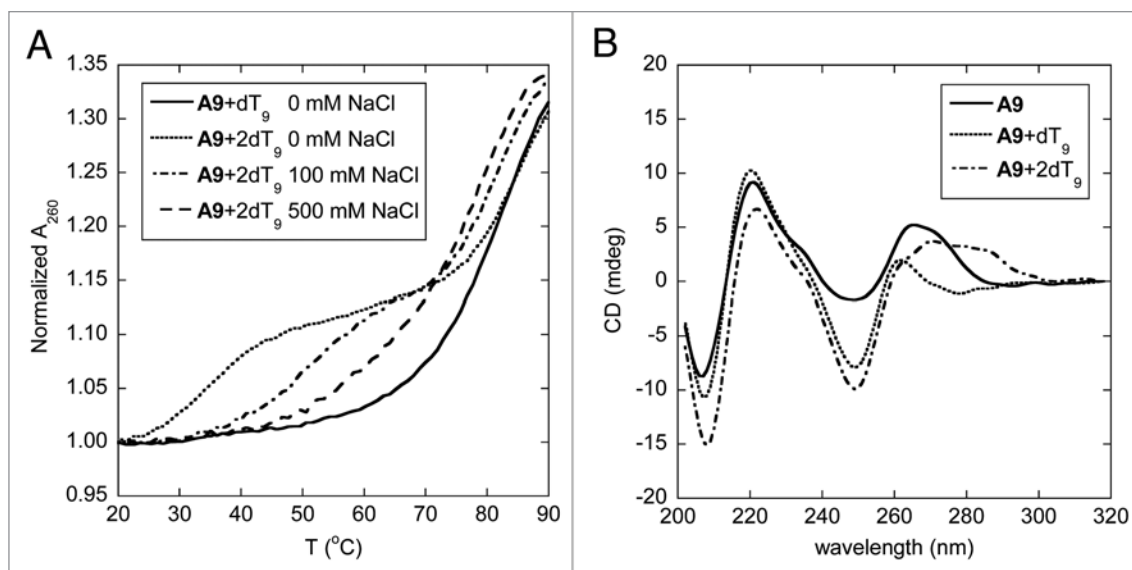 A
Normalized A260
1.35
1.30
1.25
1.20
1.15
1.10
1.05
1.00
0.95
A9+dT9 0 mM NaCl
A9+2dT9 0 mM NaCl
A9+2dT9 100 mM NaCl
A9+2dT9 500 mM NaCl
20 30 40 50 60 70 80 90
T (°C)
B
CD (mdeg)
20
15
10
5
0
-5
-10
-15
-20
A9
A9+dT9
A9+2dT9
200 220 240 260 280 300 320
wavelength (nm)